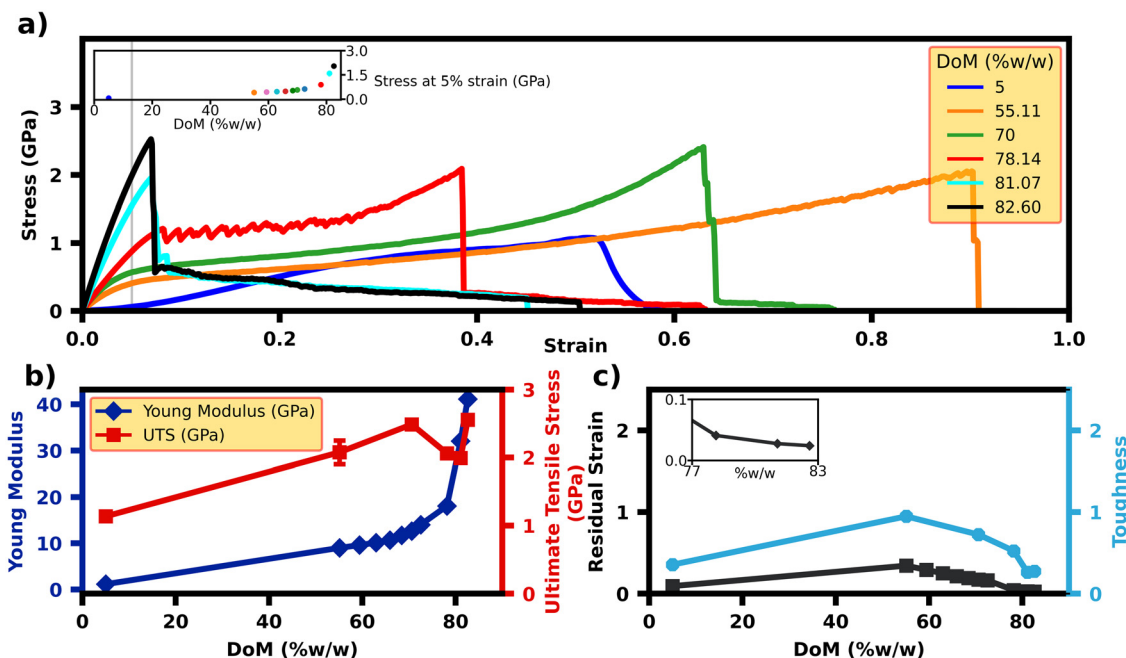 a)
3.0
1.5
0.0
Stress at 5% strain (GPa)
0 20 40 60 80
DoM (%w/w)
DoM (%w/w)
5
55.11
70
78.14
81.07
82.60
Stress (GPa)
3
2
1
0
0.0 0.2 0.4 0.6 0.8 1.0
Strain
b)
Young Modulus (GPa)
UTS (GPa)
Young Modulus
40
30
20
10
0
3
2
1
0
Ultimate Tensile Stress
(GPa)
0 20 40 60 80
DoM (%w/w)
c)
0.1
0.0
77 83
%w/w
Residual Strain
2
1
0
2
1
0
Toughness
0 20 40 60 80
DoM (%w/w)